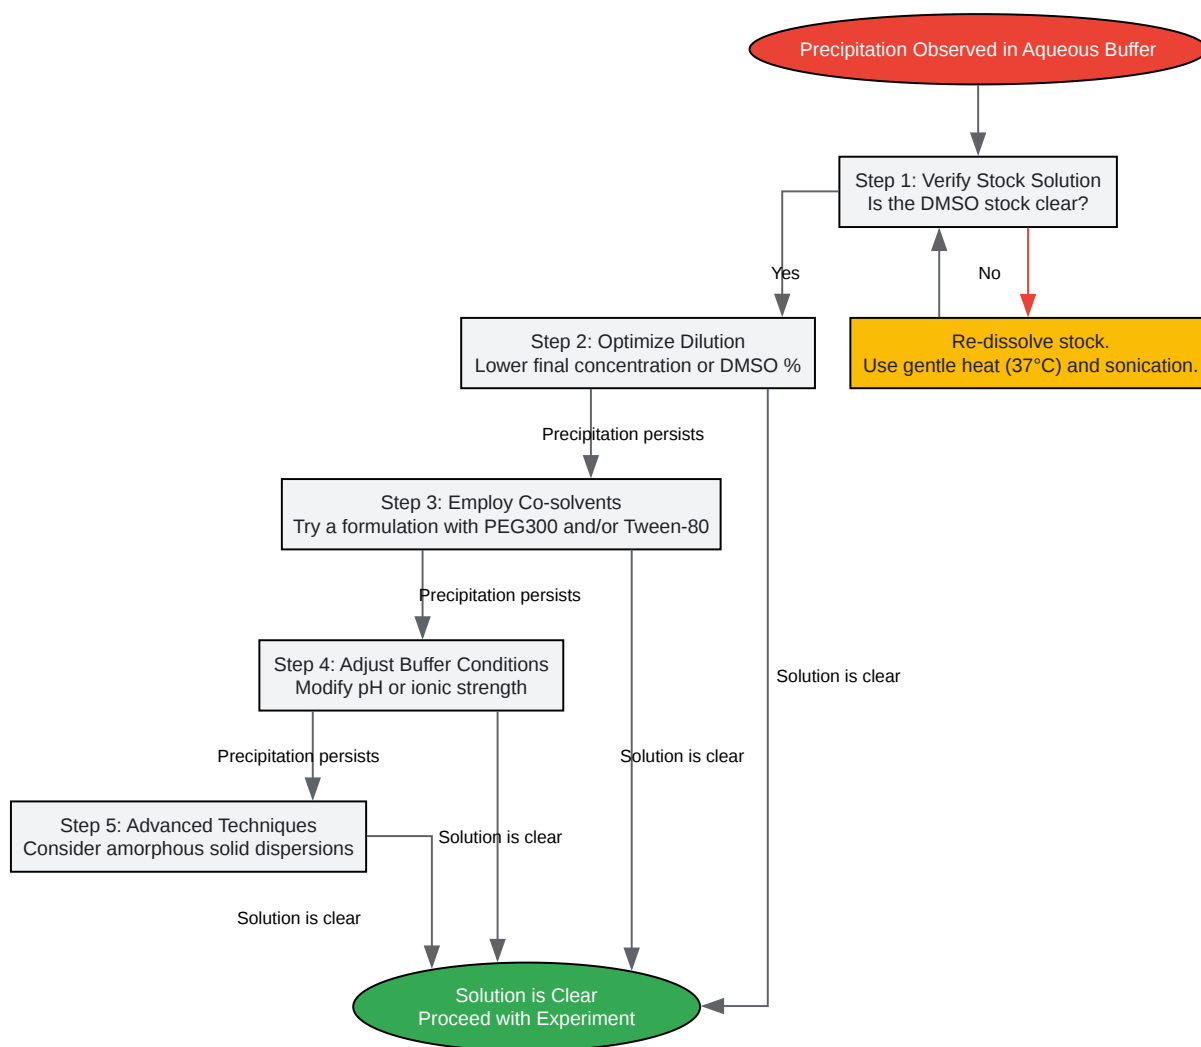 Precipitation Observed in Aqueous Buffer
Step 1: Verify Stock Solution
Is the DMSO stock clear?
Yes
No
Step 2: Optimize Dilution
Lower final concentration or DMSO %
Re-dissolve stock.
Use gentle heat (37°C) and sonication.
Precipitation persists
Step 3: Employ Co-solvents
Try a formulation with PEG300 and/or Tween-80
Precipitation persists
Step 4: Adjust Buffer Conditions
Modify pH or ionic strength
Solution is clear
Precipitation persists
Solution is clear
Step 5: Advanced Techniques
Consider amorphous solid dispersions
Solution is clear
Solution is clear
Solution is Clear
Proceed with Experiment